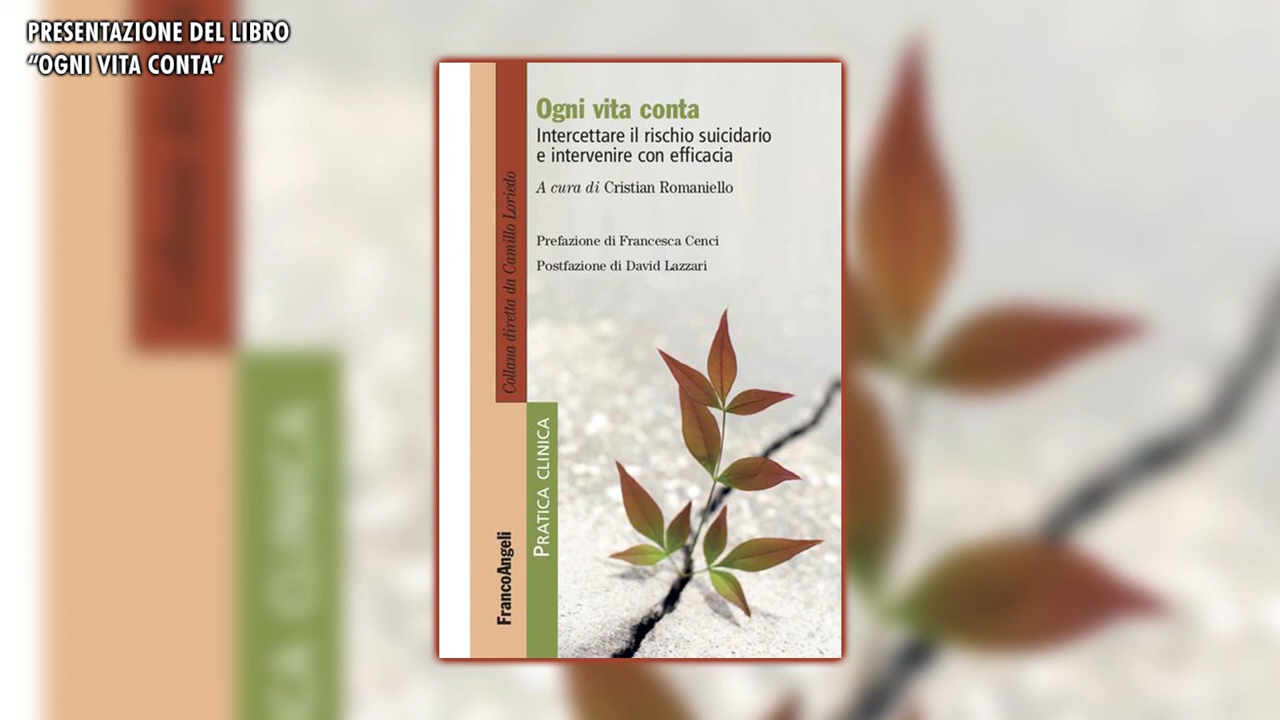 PRESENTAZIONE DEL LIBRO
“OGNI VITA CONTA”
Ogni vita conta
Intercettare il rischio suicidario
e intervenire con efficacia
A cura di Cristian Romaniello
Prefazione di Francesca Cenci
Postfazione di David Lazzari
Collana diretta da Camillo Loriedo
PRATICA CLINICA
FrancoAngeli